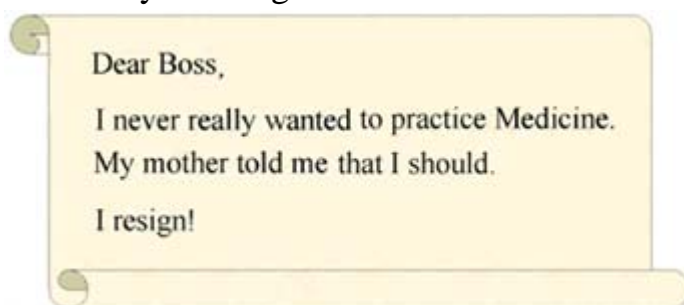 Dear Boss,
I never really wanted to practice Medicine.
My mother told me that I should.
I resign!